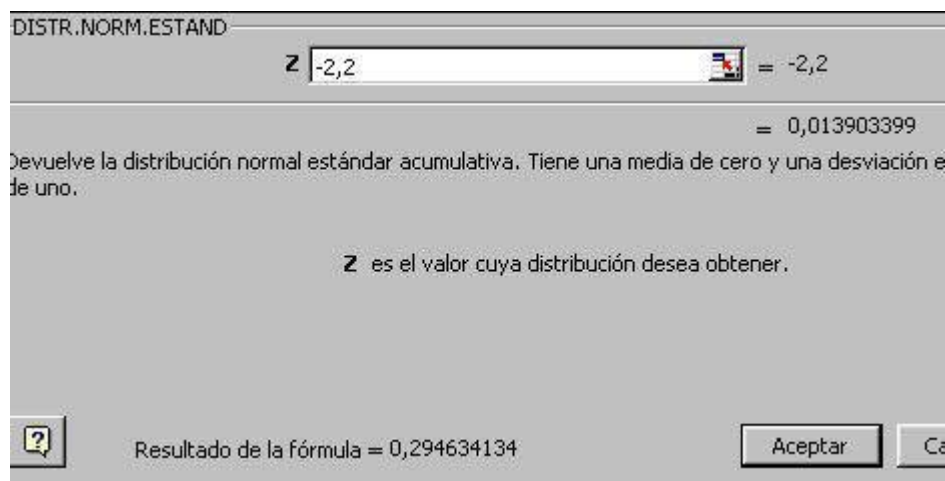 DISTR.NORM.ESTAND
Z -2,2 = -2,2
= 0,013903399
Devuelve la distribución normal estándar acumulativa. Tiene una media de cero y una desviación e
de uno.
Z es el valor cuya distribución desea obtener.
? Resultado de la fórmula = 0,294634134 Aceptar Ca